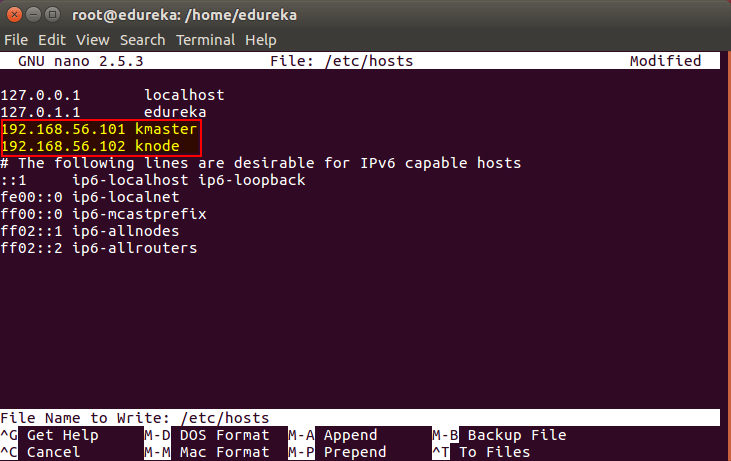 root@edureka: /home/edureka
File Edit View Search Terminal Help
GNU nano 2.5.3 File: /etc/hosts Modified
127.0.0.1 localhost
127.0.1.1 edureka
192.168.56.101 kmaster
192.168.56.102 knode
# The following lines are desirable for IPv6 capable hosts
::1 ip6-localhost ip6-loopback
fe00::0 ip6-localnet
ff00::0 ip6-mcastprefix
ff02::1 ip6-allnodes
ff02::2 ip6-allrouters
File Name to Write: /etc/hosts
^G Get Help M-D DOS Format M-A Append M-B Backup File
^C Cancel M-M Mac Format M-P Prepend ^T To Files